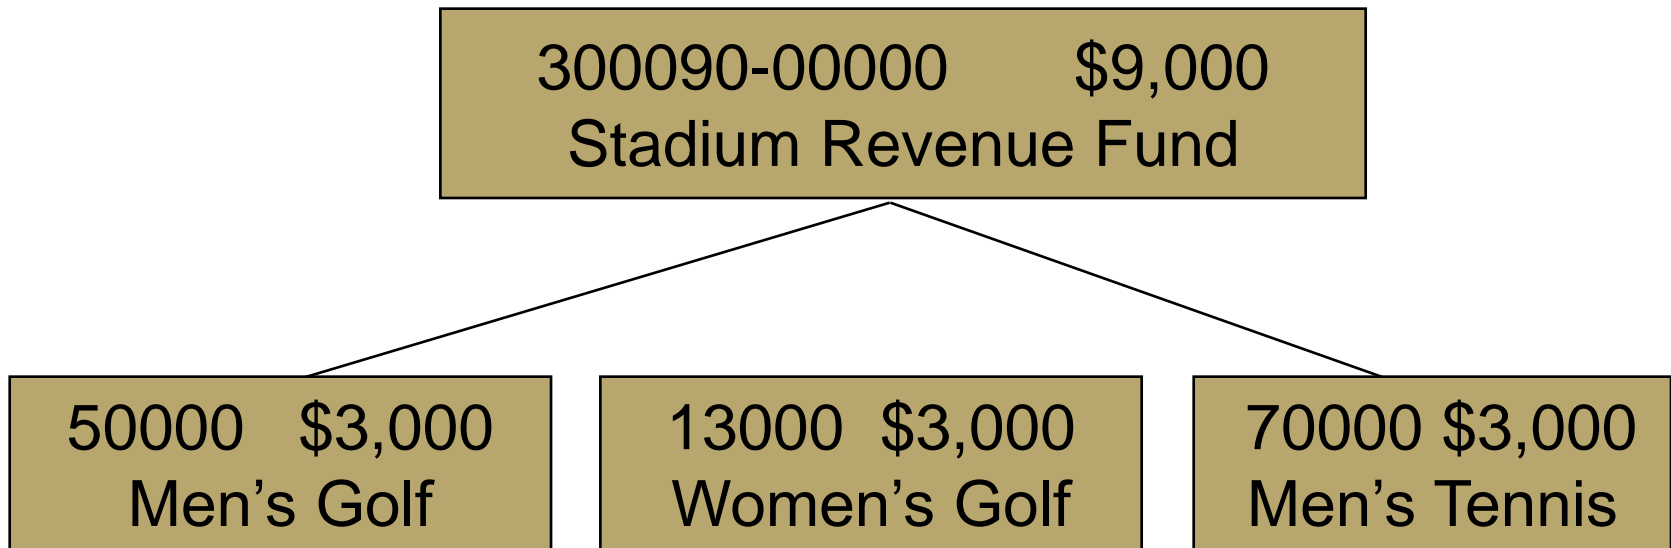 300090-00000 $9,000
Stadium Revenue Fund
50000 $3,000
Men’s Golf
13000 $3,000
Women’s Golf
70000 $3,000
Men’s Tennis